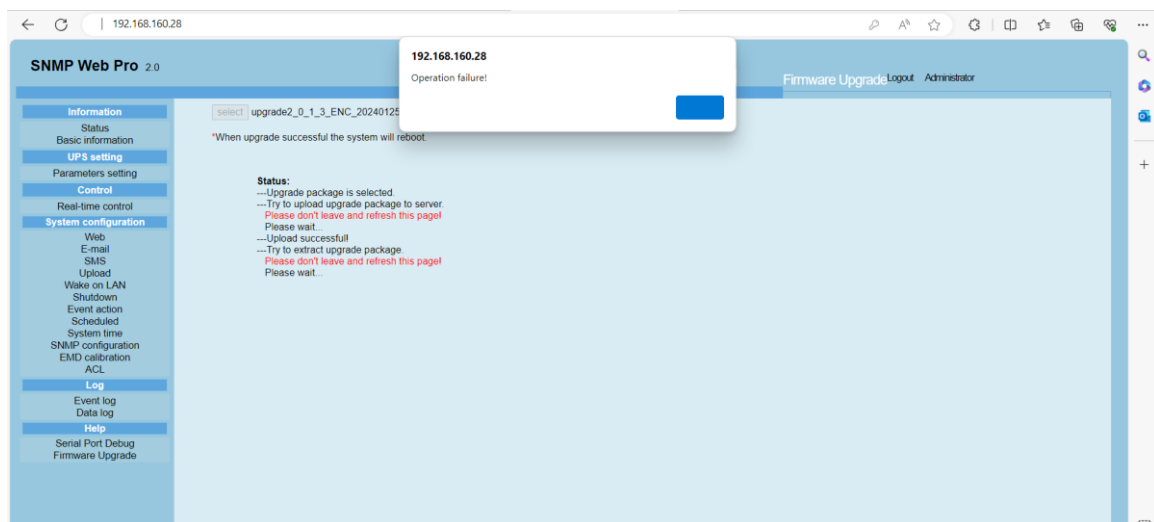 192.168.160.28
SNMP Web Pro 2.0
192.168.160.28
Operation failure!
Firmware Upgrade Logout Administrator
Information
Status
Basic information
UPS setting
Parameters setting
Control
Real-time control
System configuration
Web
E-mail
SMS
Upload
Wake on LAN
Shutdown
Event action
Scheduled
System time
SNMP configuration
EMD calibration
ACL
Log
Event log
Data log
Help
Serial Port Debug
Firmware Upgrade
select upgrade2_0_1_3_ENC_20240125
*When upgrade successful the system will reboot.
Status:
---Upgrade package is selected.
---Try to upload upgrade package to server.
Please don't leave and refresh this page!
Please wait...
---Upload successful!
---Try to extract upgrade package.
Please don't leave and refresh this page!
Please wait...